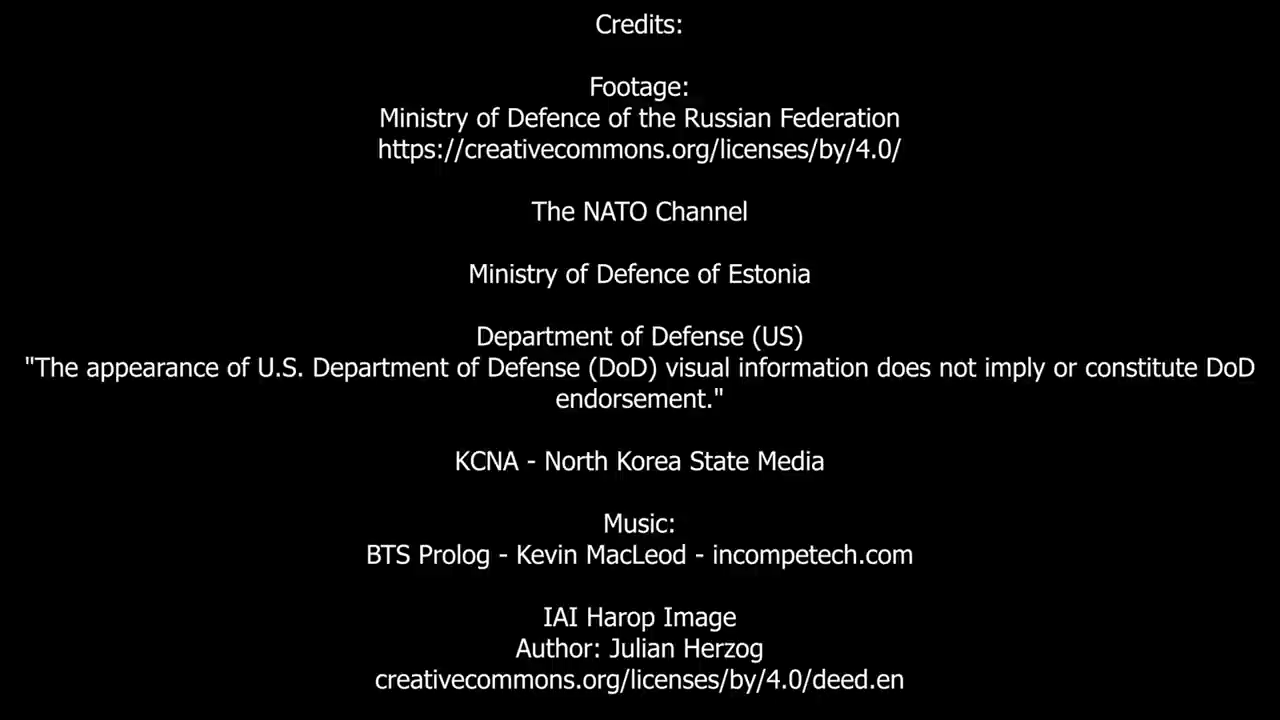 Credits:
Footage:
Ministry of Defence of the Russian Federation
https://creativecommons.org/licenses/by/4.0/
The NATO Channel
Ministry of Defence of Estonia
Department of Defense (US)
"The appearance of U.S. Department of Defense (DoD) visual information does not imply or constitute DoD
endorsement."
KCNA - North Korea State Media
Music:
BTS Prolog - Kevin MacLeod - incompetech.com
IAI Harop Image
Author: Julian Herzog
creativecommons.org/licenses/by/4.0/deed.en